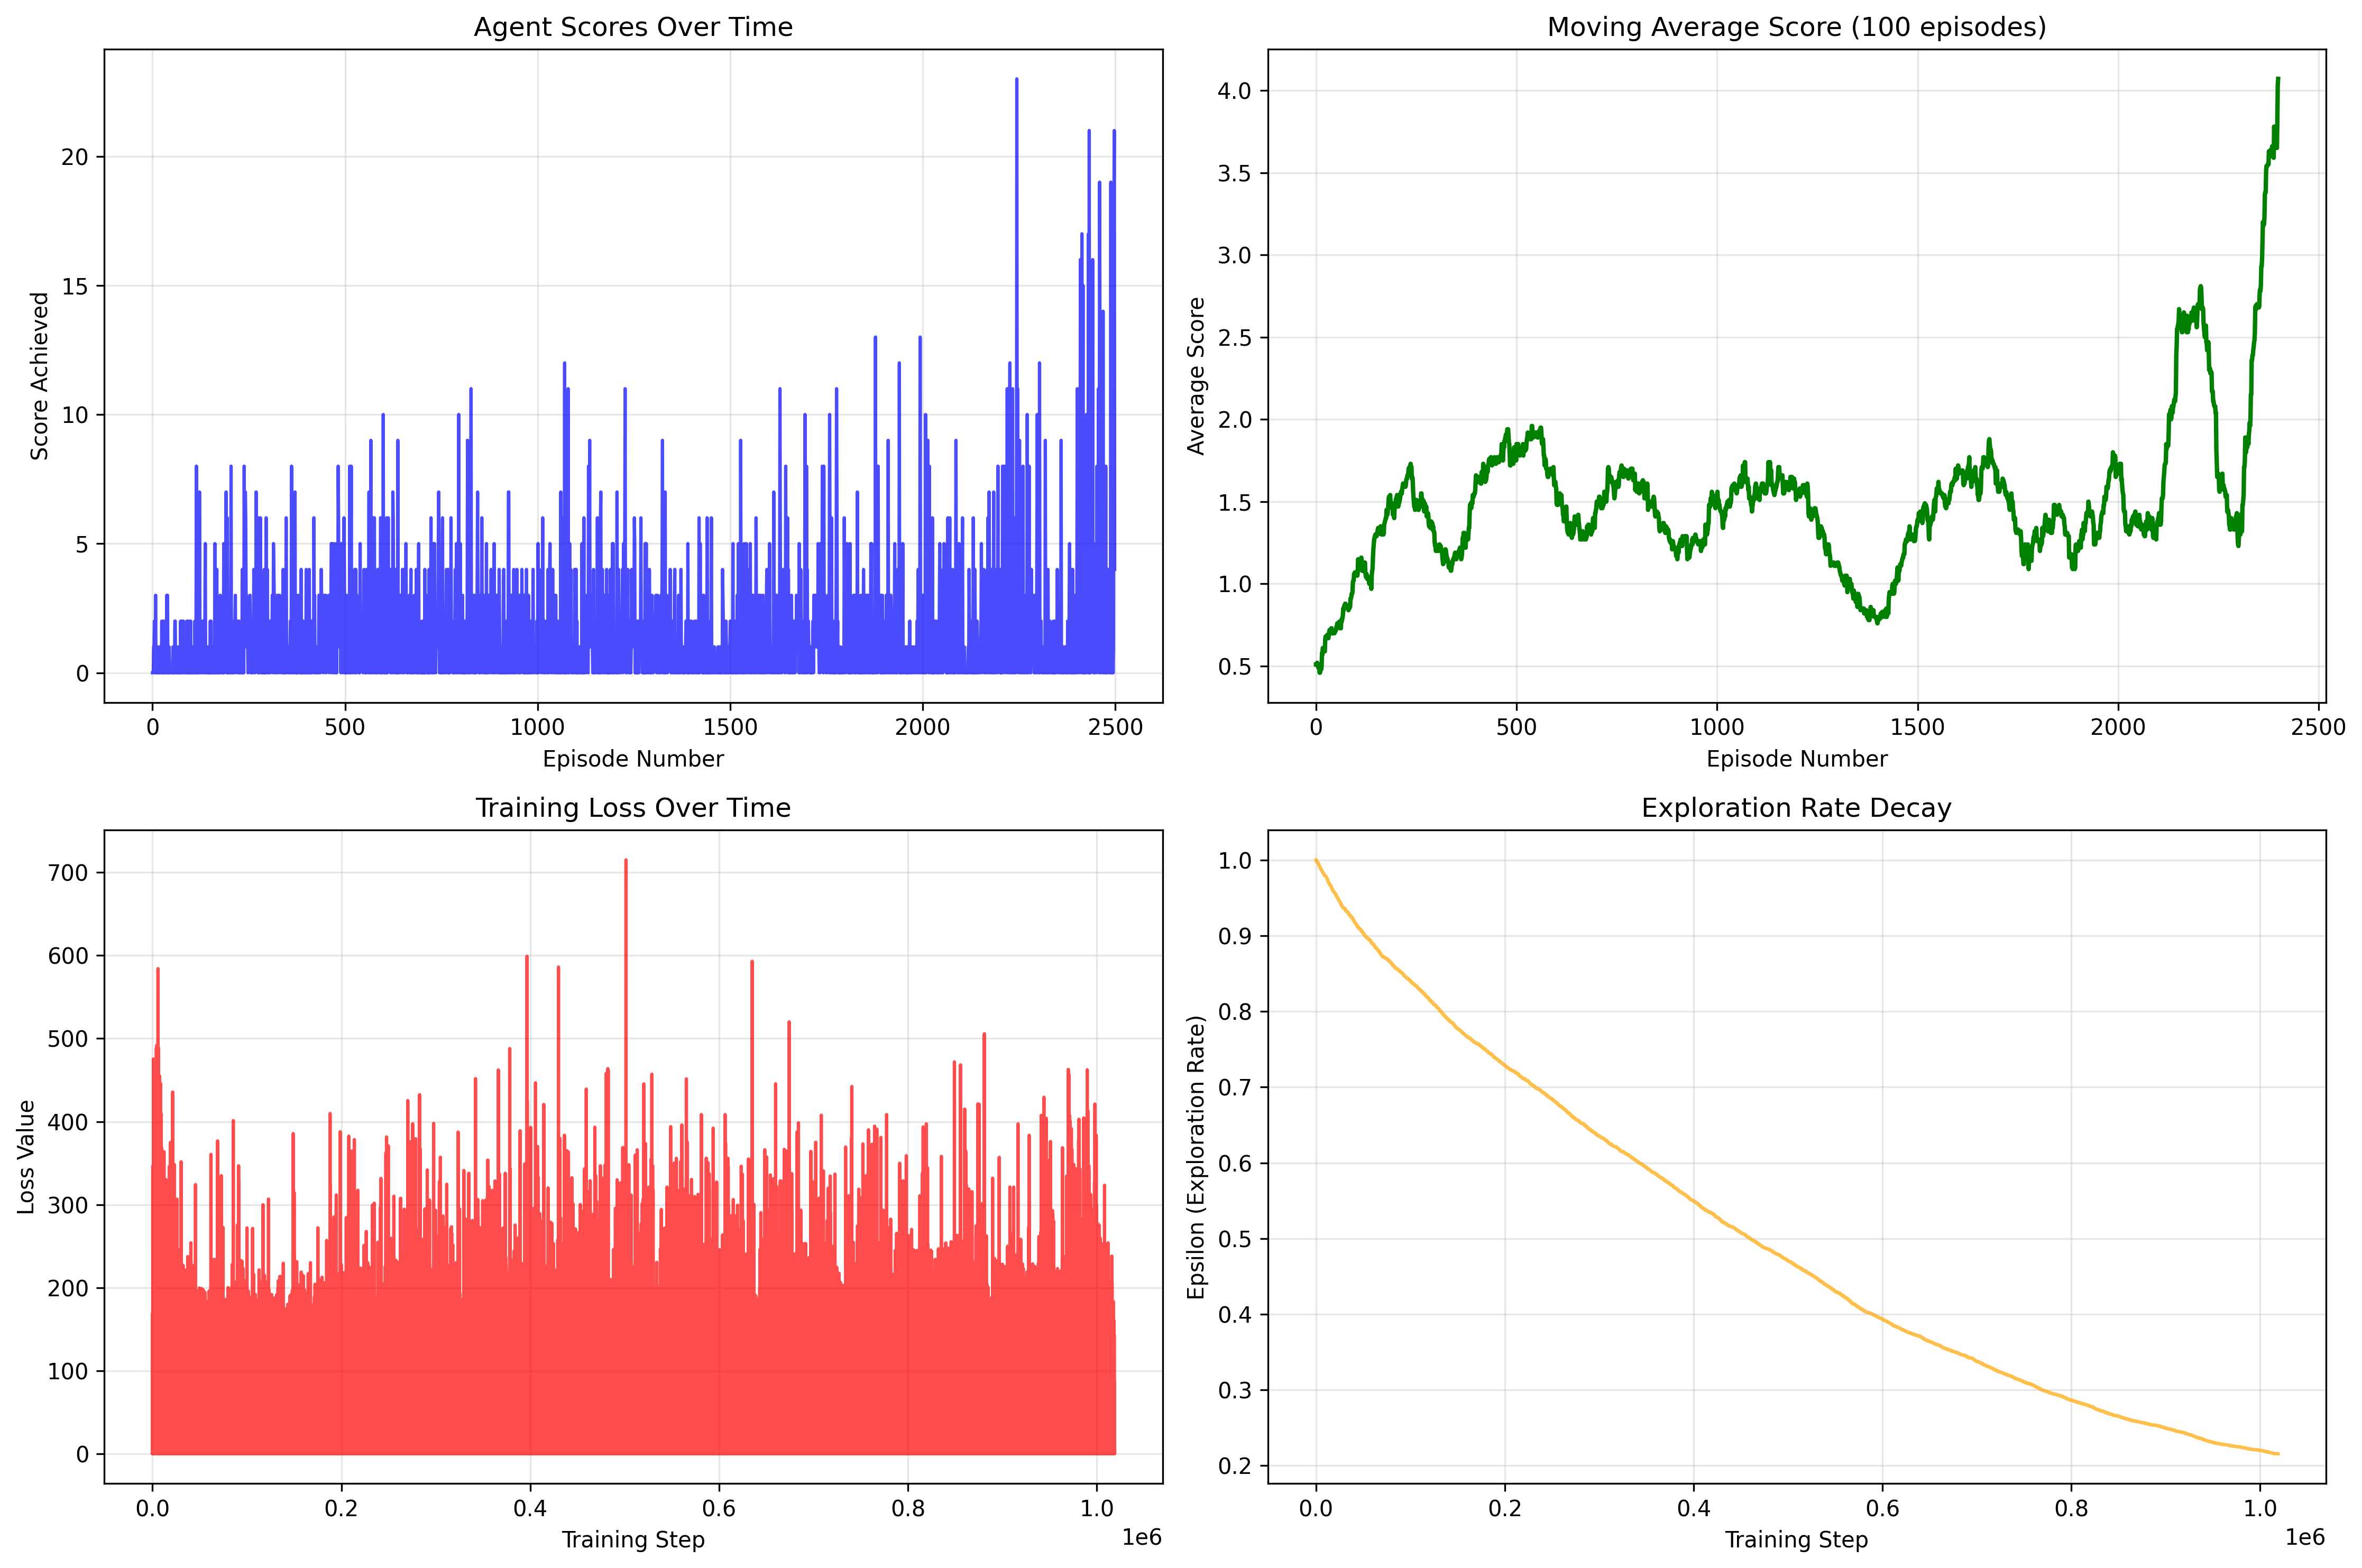 Agent Scores Over Time
Score Achieved
20
15
10
5
0
0 500 1000 1500 2000 2500
Episode Number
Moving Average Score (100 episodes)
Average Score
4.0
3.5
3.0
2.5
2.0
1.5
1.0
0.5
0 500 1000 1500 2000 2500
Episode Number
Training Loss Over Time
Loss Value
700
600
500
400
300
200
100
0
0.0 0.2 0.4 0.6 0.8 1.0
1e6
Training Step
Exploration Rate Decay
Epsilon (Exploration Rate)
1.0
0.9
0.8
0.7
0.6
0.5
0.4
0.3
0.2
0.0 0.2 0.4 0.6 0.8 1.0
1e6
Training Step